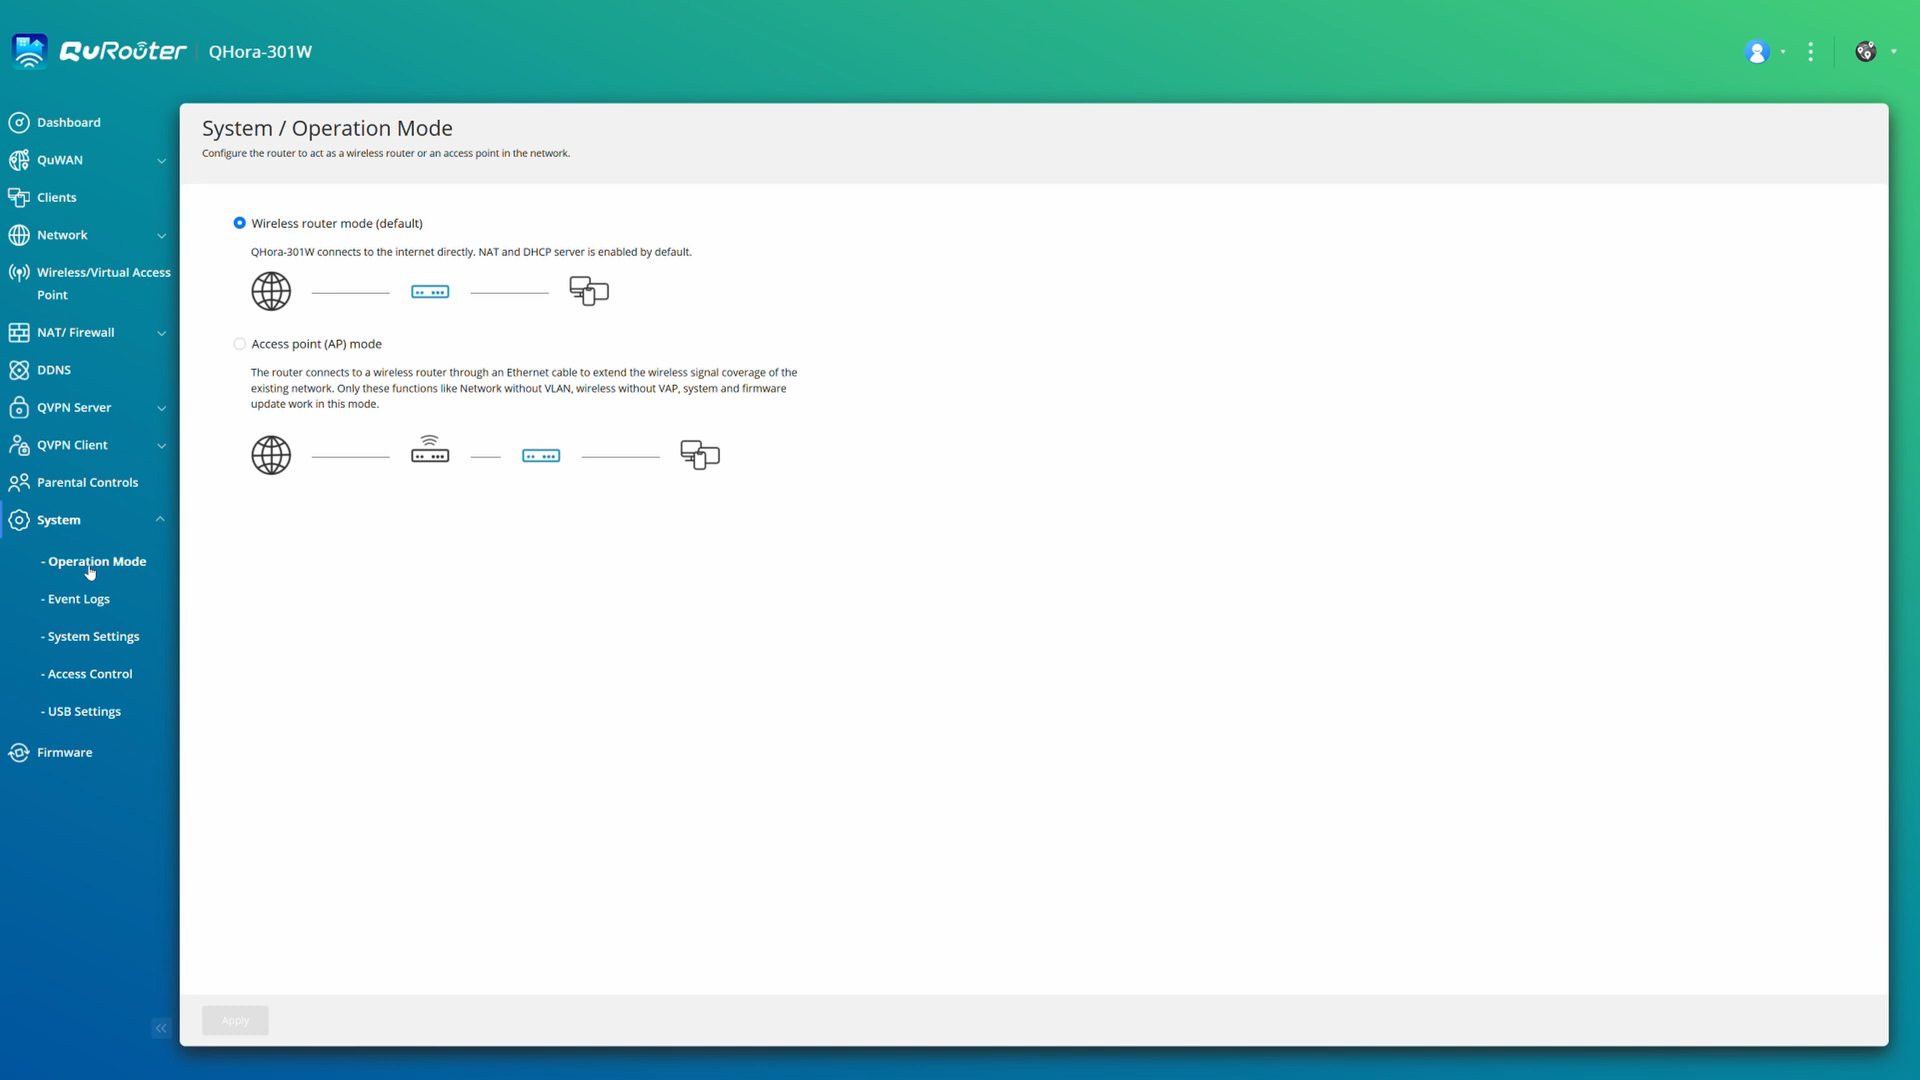 QuRouter QHora-301W
Dashboard
QuWAN
Clients
Network
Wireless/Virtual Access
Point
NAT/ Firewall
DDNS
QVPN Server
QVPN Client
Parental Controls
System
- Operation Mode
- Event Logs
- System Settings
- Access Control
- USB Settings
Firmware
System / Operation Mode
Configure the router to act as a wireless router or an access point in the network.
Wireless router mode (default)
QHora-301W connects to the internet directly. NAT and DHCP server is enabled by default.
Access point (AP) mode
The router connects to a wireless router through an Ethernet cable to extend the wireless signal coverage of the
existing network. Only these functions like Network without VLAN, wireless without VAP, system and firmware
update work in this mode.
Apply